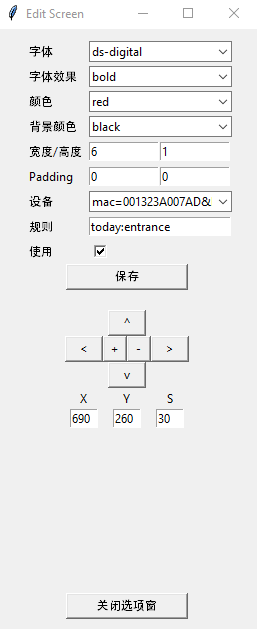 Edit Screen
字体 ds-digital
字体效果 bold
颜色 red
背景颜色 black
宽度/高度 6 1
Padding 0 0
设备 mac=001323A007AD&
规则 today:entrance
使用
保存
^
< + - >
v
X Y S
690 260 30
关闭选项窗